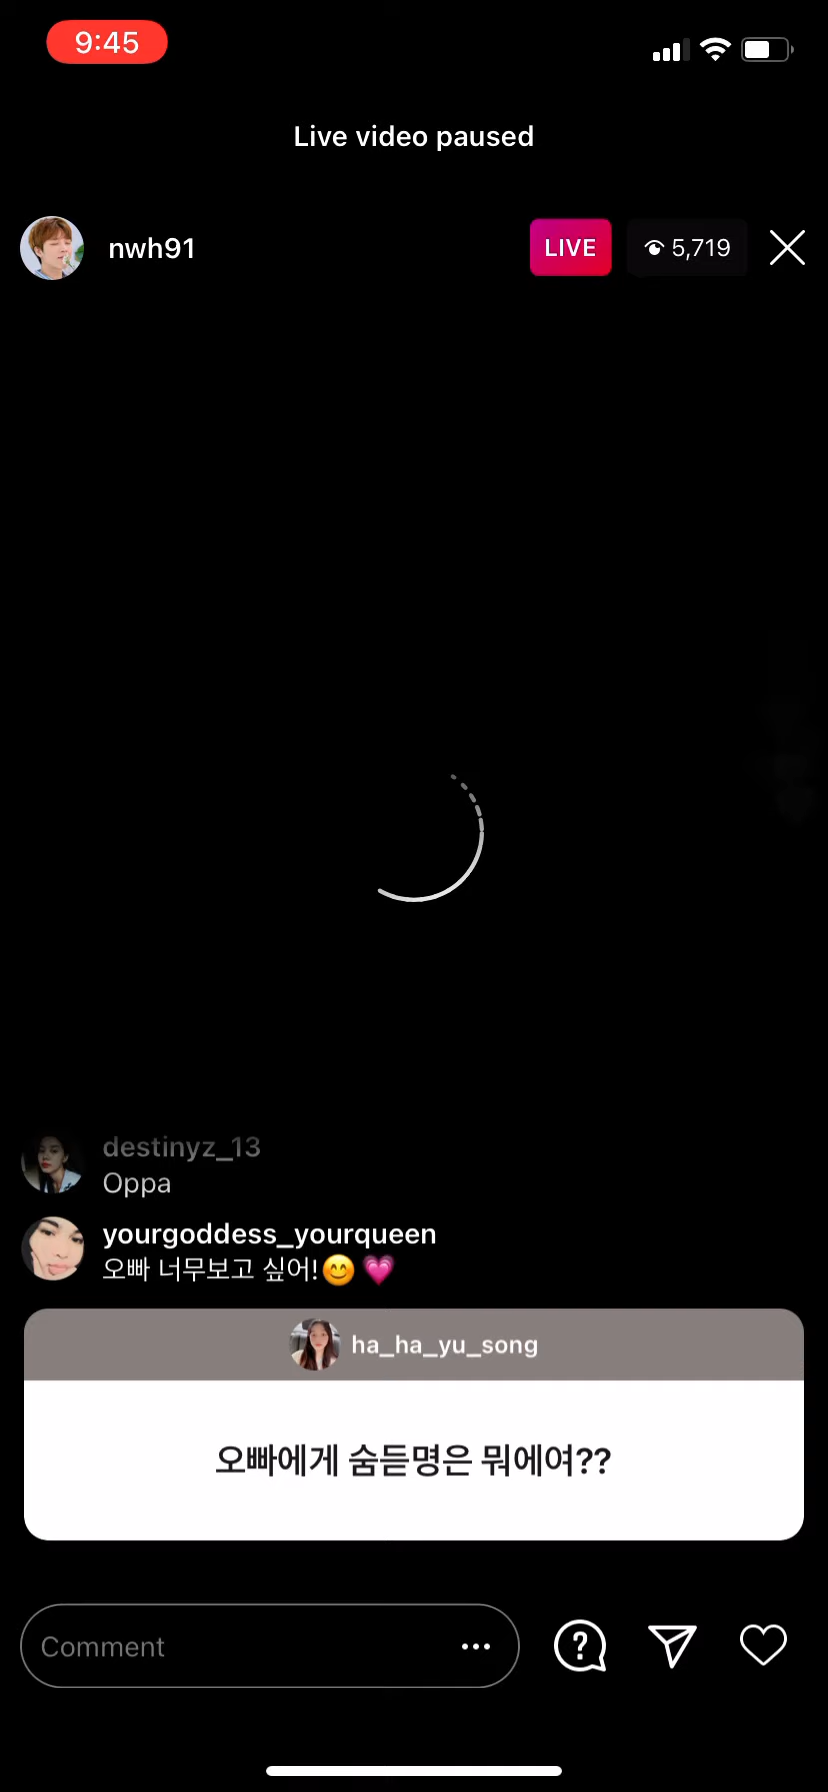 9:45
Live video paused
nwh91
LIVE
5,719
destinyz_13
Oppa
yourgoddess_yourqueen
오빠 너무보고 싶어!😊 💗
ha_ha_yu_song
오빠에게 숨듣명은 뭐에여??
Comment